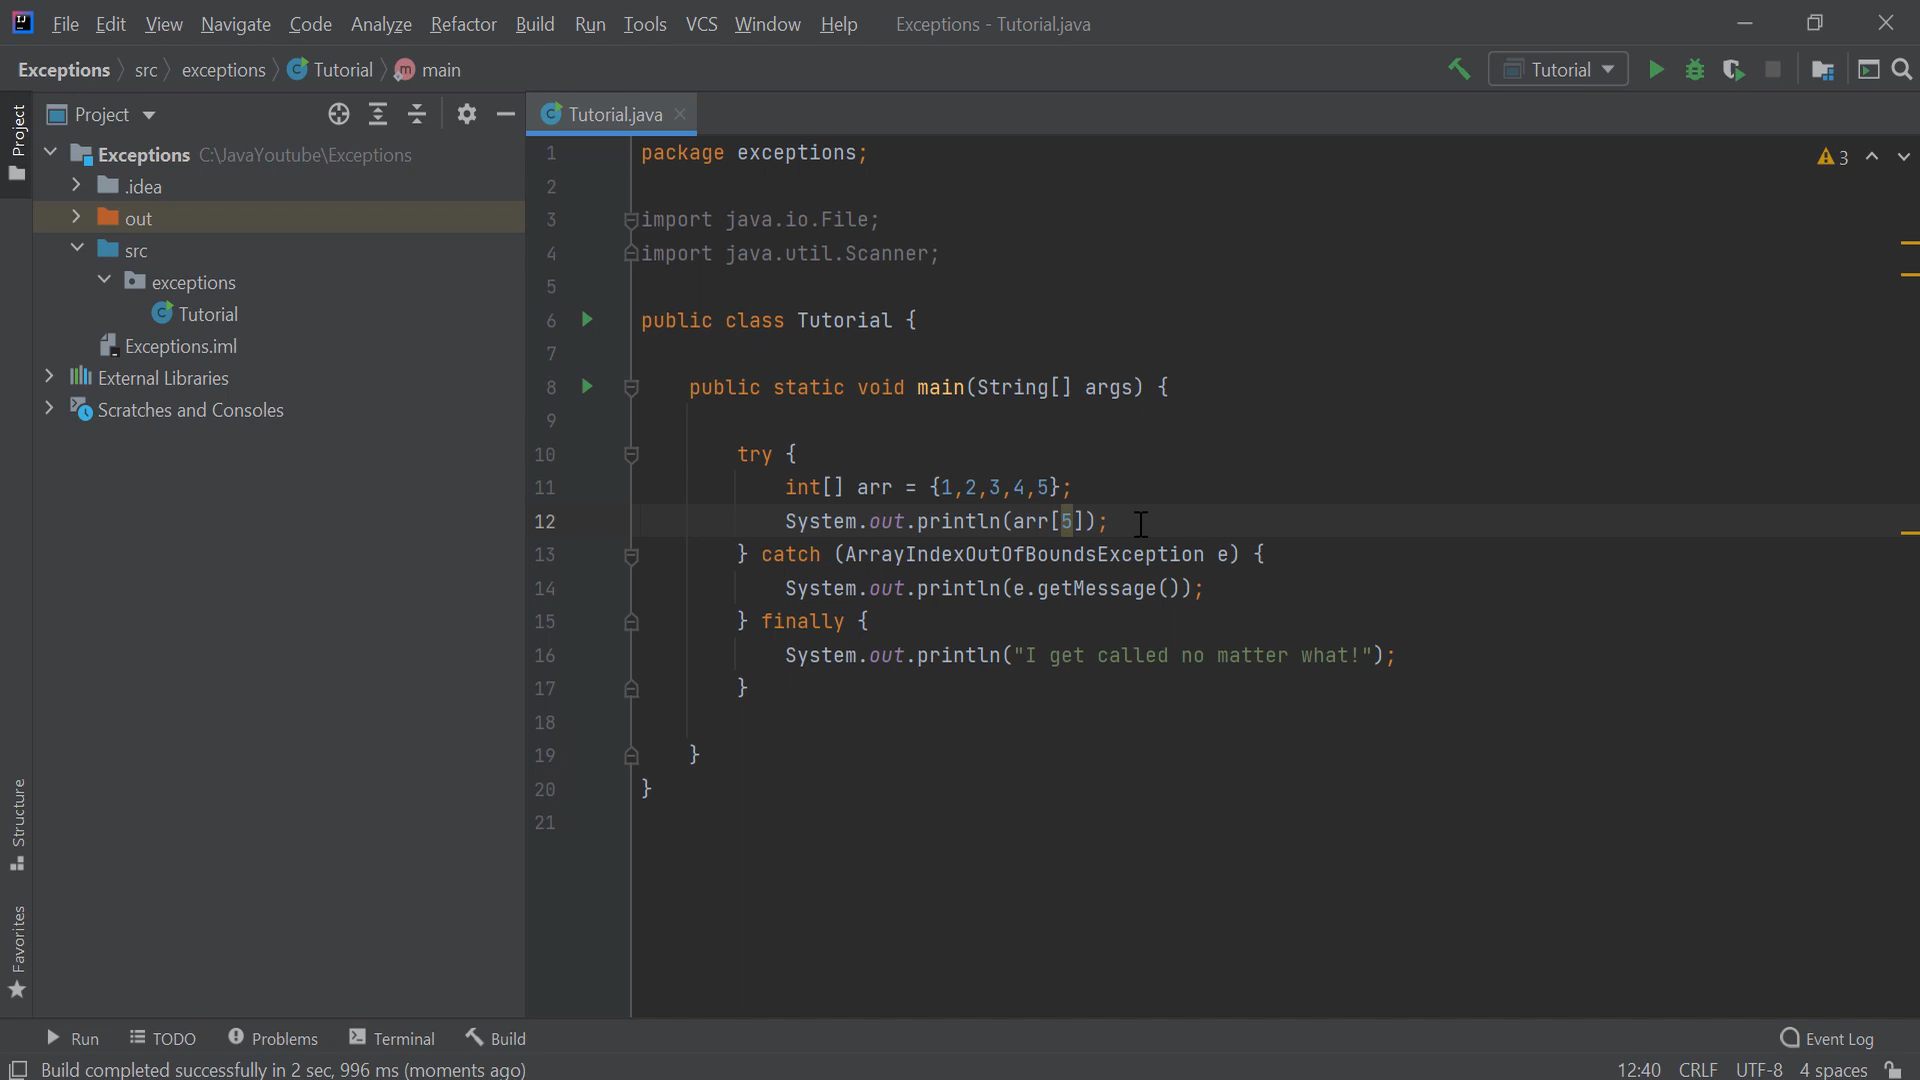 File Edit View Navigate Code Analyze Refactor Build Run Tools VCS Window Help Exceptions - Tutorial.java
Exceptions src exceptions Tutorial main
Tutorial
Project
Project
Exceptions C:\JavaYoutube\Exceptions
.idea
out
src
exceptions
Tutorial
Exceptions.iml
External Libraries
Scratches and Consoles
Structure
Favorites
Tutorial.java
3
1 package exceptions;
2
3 import java.io.File;
4 import java.util.Scanner;
5
6 public class Tutorial {
7
8 public static void main(String[] args) {
9
10 try {
11 int[] arr = {1,2,3,4,5};
12 System.out.println(arr[5]);
13 } catch (ArrayIndexOutOfBoundsException e) {
14 System.out.println(e.getMessage());
15 } finally {
16 System.out.println("I get called no matter what!");
17 }
18
19 }
20 }
21
Run TODO Problems Terminal Build Event Log
Build completed successfully in 2 sec, 996 ms (moments ago) 12:40 CRLF UTF-8 4 spaces